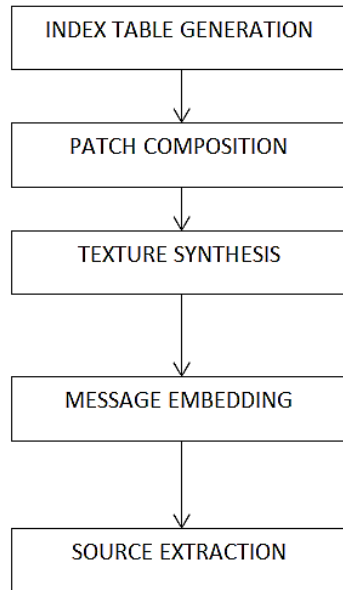 INDEX TABLE GENERATION
PATCH COMPOSITION
TEXTURE SYNTHESIS
MESSAGE EMBEDDING
SOURCE EXTRACTION